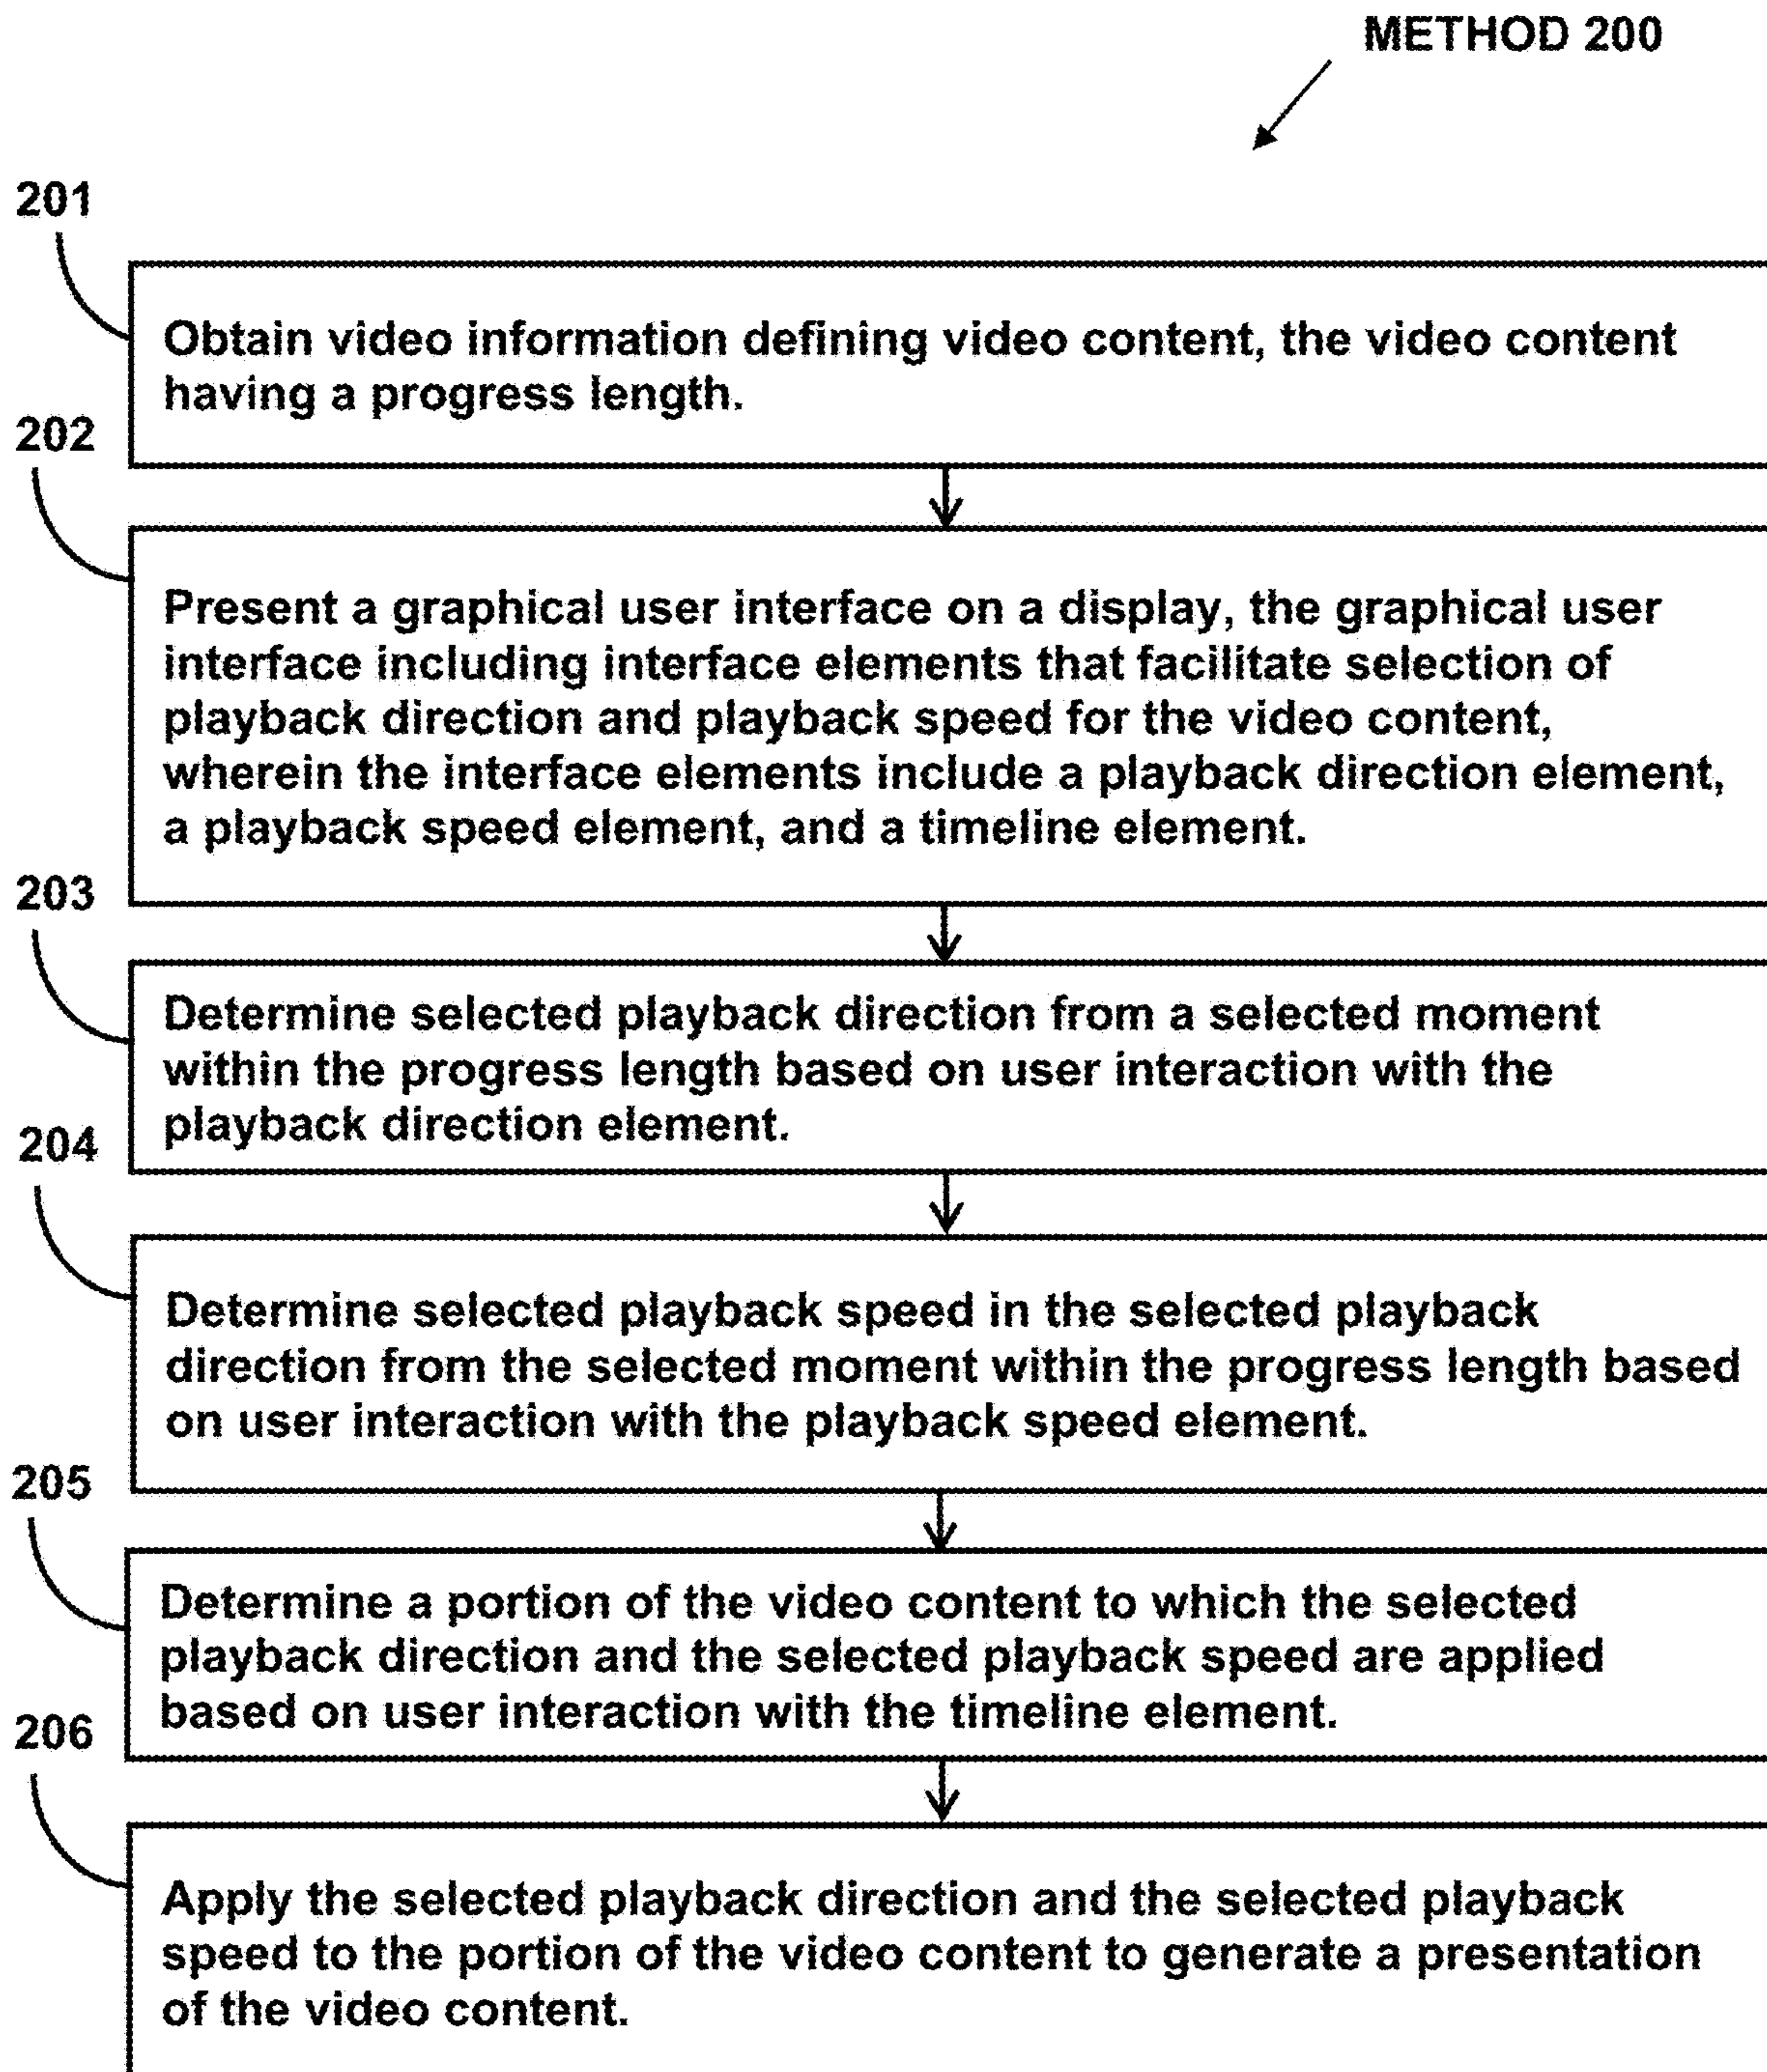 METHOD 200
201
Obtain video information defining video content, the video content
having a progress length.
202
Present a graphical user interface on a display, the graphical user
interface including interface elements that facilitate selection of
playback direction and playback speed for the video content,
wherein the interface elements include a playback direction element,
a playback speed element, and a timeline element.
203
Determine selected playback direction from a selected moment
within the progress length based on user interaction with the
playback direction element.
204
Determine selected playback speed in the selected playback
direction from the selected moment within the progress length based
on user interaction with the playback speed element.
205
Determine a portion of the video content to which the selected
playback direction and the selected playback speed are applied
based on user interaction with the timeline element.
206
Apply the selected playback direction and the selected playback
speed to the portion of the video content to generate a presentation
of the video content.